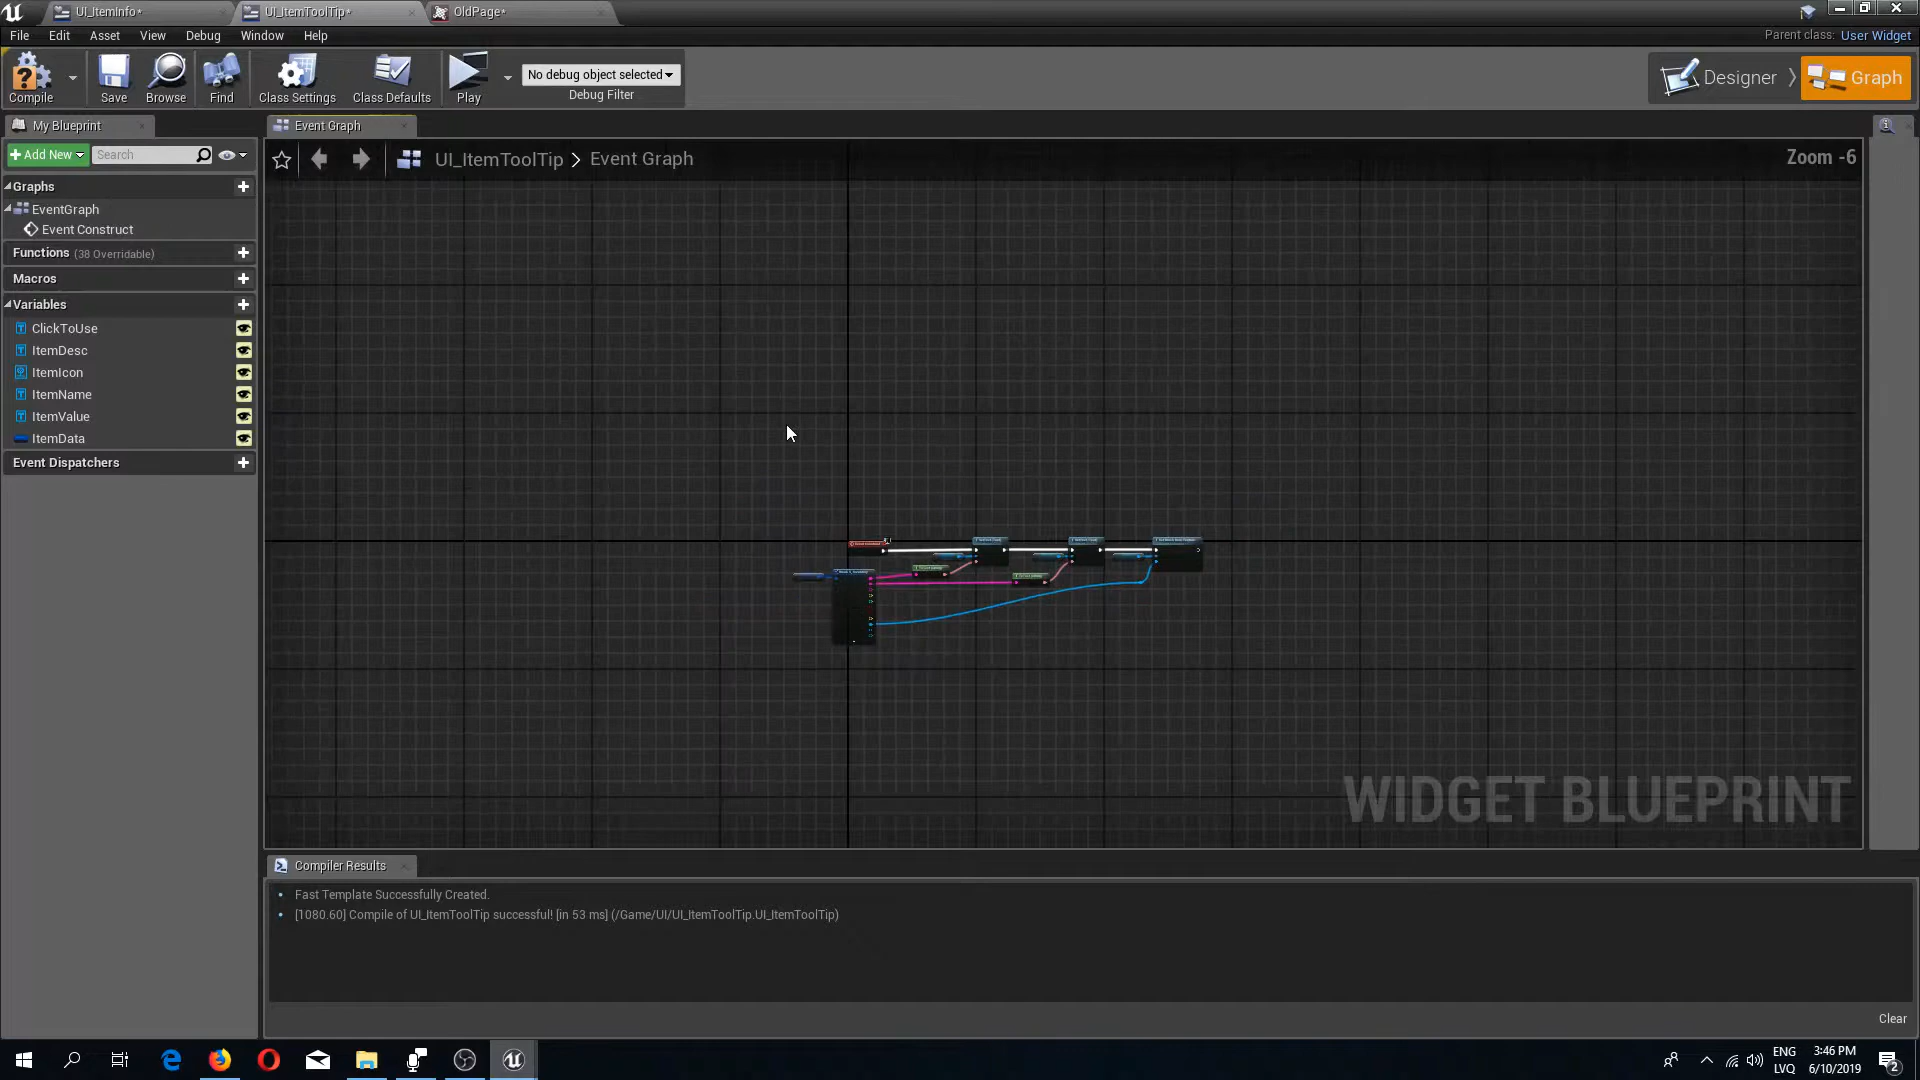 UI_ItemInfo*
UI_ItemToolTip*
OldPage*
File
Edit
Asset
View
Debug
Window
Help
Parent class:
User Widget
Compile
Save
Browse
Find
Class Settings
Class Defaults
Play
No debug object selected
Debug Filter
Designer
Graph
My Blueprint
Event Graph
Add New
Search
UI_ItemToolTip > Event Graph
Zoom -6
Graphs
EventGraph
Event Construct
Functions (38 Overridable)
Macros
Variables
ClickToUse
ItemDesc
ItemIcon
ItemName
ItemValue
ItemData
Event Dispatchers
WIDGET BLUEPRINT
Compiler Results
Fast Template Successfully Created.
[1080.60] Compile of UI_ItemToolTip successful! [in 53 ms] (/Game/UI/UI_ItemToolTip.UI_ItemToolTip)
Clear
ENG
LVQ
3:46 PM
6/10/2019
2